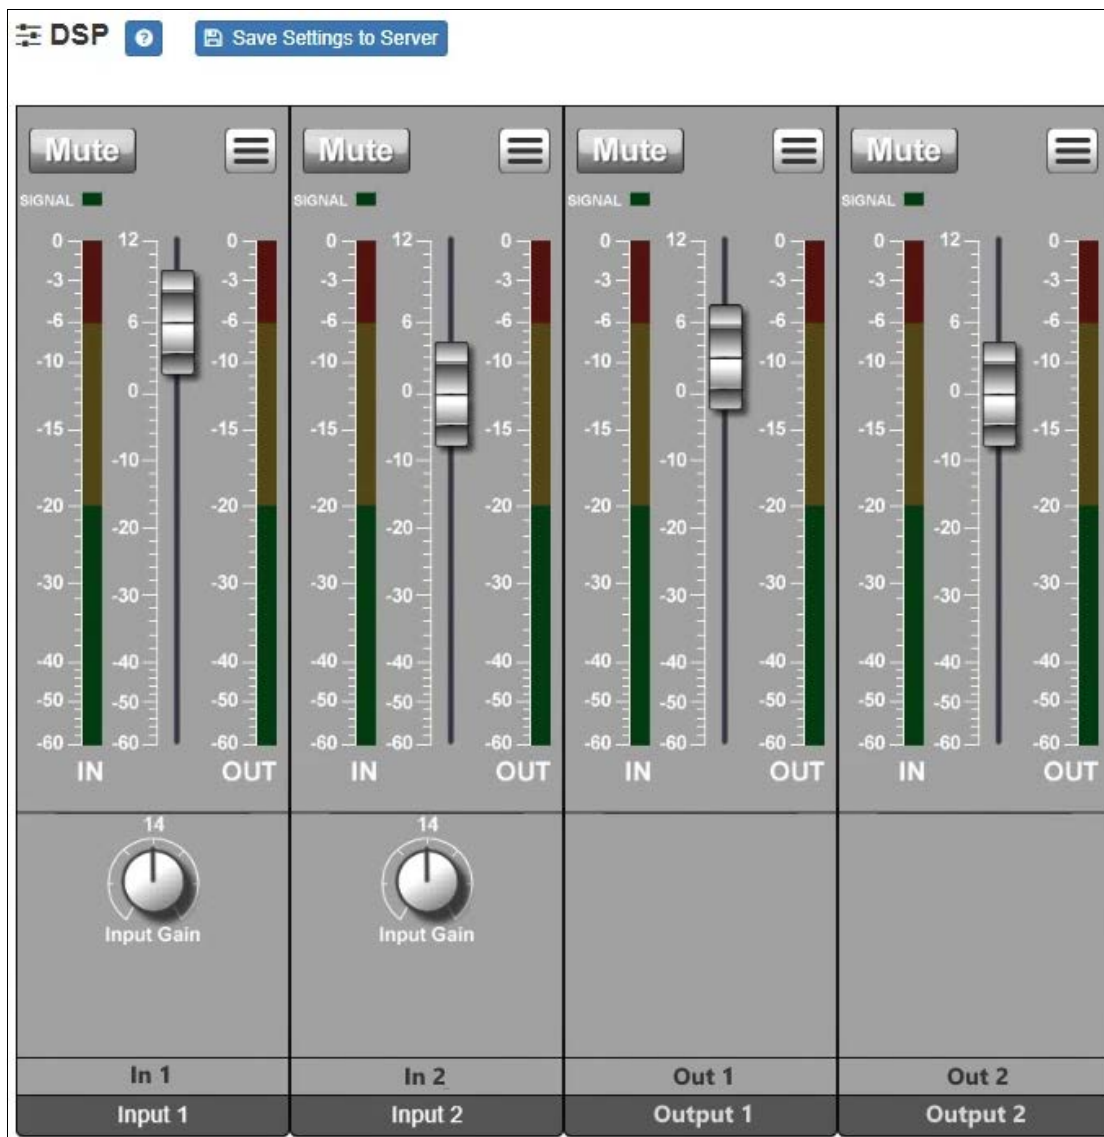 DSP ? Save Settings to Server
Mute Mute Mute Mute
SIGNAL SIGNAL SIGNAL SIGNAL
0 12 0 0 12 0 0 12 0 0 12 0
-3 -3 -3 -3 -3 -3 -3 -3
-6 6 -6 -6 6 -6 -6 6 -6 -6 6 -6
-10 -10 -10 -10 -10 -10 -10 -10
0 0 0 0
-15 -15 -15 -15 -15 -15 -15 -15
-10 -10 -10 -10
-20 -20 -20 -20 -20 -20 -20 -20
-20 -20 -20 -20
-30 -30 -30 -30 -30 -30 -30 -30
-30 -30 -30 -30
-40 -40 -40 -40 -40 -40 -40 -40 -40 -40 -40 -40
-50 -50 -50 -50 -50 -50 -50 -50 -50 -50 -50 -50
-60 -60 -60 -60 -60 -60 -60 -60 -60 -60 -60 -60
IN OUT IN OUT IN OUT IN OUT
14 14
Input Gain Input Gain
In 1 In 2 Out 1 Out 2
Input 1 Input 2 Output 1 Output 2